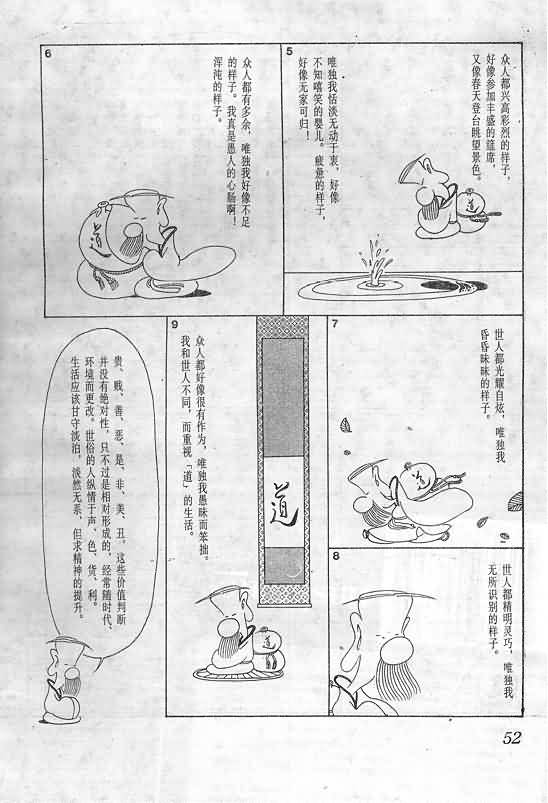 5
众人都兴高彩烈的样子，
好像参加丰盛的筵席，
又像春天登台眺望景色。
唯独我恬淡无动于衷，好像
不知嘻笑的婴儿。疲惫的样子，
好像无家可归！
道
6
众人都有多余，唯独我好像不足
的样子。我真是愚人的心肠啊！
浑沌的样子。
道
7
世人都光耀自炫，唯独我
昏昏昧昧的样子。
8
世人都精明灵巧，唯独我
无所识别的样子。
9
众人都好像很有作为，唯独我愚昧而笨拙。
我和世人不同，而重视「道」的生活。
道
道
贵、贱、善、恶、是、非、美、丑。这些价值判断
并没有绝对性，只不过是相对形成的，经常随时代、
环境而更改。世俗的人纵情于声、色、货、利。
生活应该甘守淡泊，淡然无系，但求精神的提升。
52